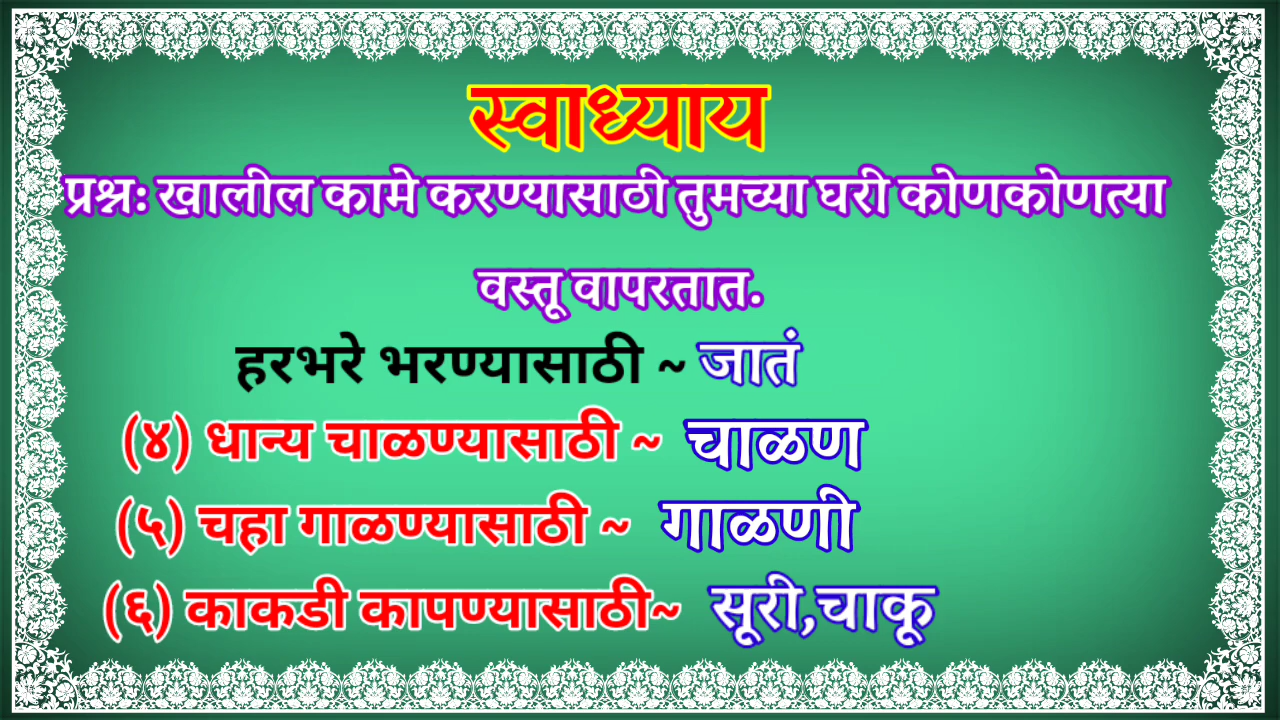 स्वाध्याय
प्रश्न: खालील कामे करण्यासाठी तुमच्या घरी कोणकोणत्या
वस्तू वापरतात.
हरभरे भरण्यासाठी ~ जातं
(४) धान्य चाळण्यासाठी ~ चाळण
(५) चहा गाळण्यासाठी ~ गाळणी
(६) काकडी कापण्यासाठी~ सूरी,चाकू